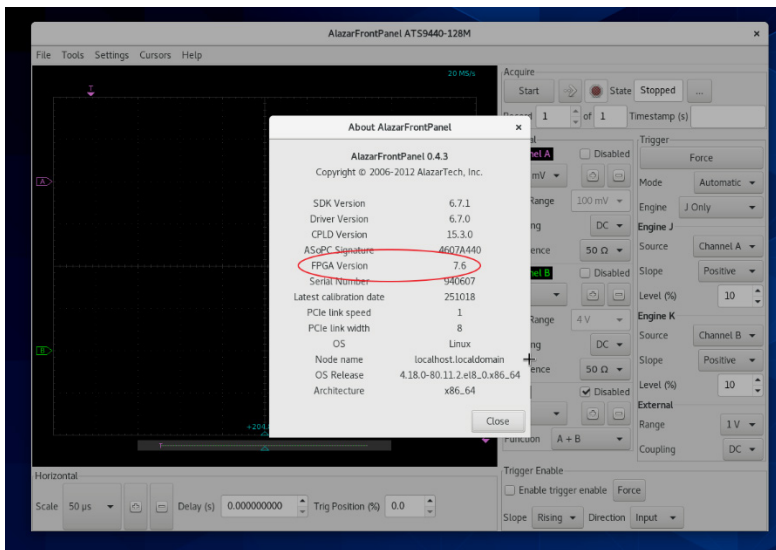 AlazarFrontPanel ATS9440-128M
File Tools Settings Cursors Help
20 MS/s
T
A
B
+204.
T
About AlazarFrontPanel
AlazarFrontPanel 0.4.3
Copyright © 2006-2012 AlazarTech, Inc.
SDK Version 6.7.1
Driver Version 6.7.0
CPLD Version 15.3.0
ASoPC Signature 4607A440
FPGA Version 7.6
Serial Number 940607
Latest calibration date 251018
PCIe link speed 1
PCIe link width 8
OS Linux
Node name localhost.localdomain
OS Release 4.18.0-80.11.2.el8_0.x86_64
Architecture x86_64
Close
Acquire
Start State Stopped ...
1 of 1 Timestamp (s)
nel A Disabled
mV
Range 100 mV
ng DC
ence 50 Ω
nel B Disabled
Range 4 V
ng DC
ence 50 Ω
Disabled
Function A + B
Trigger
Force
Mode Automatic
Engine J Only
Engine J
Source Channel A
Slope Positive
Level (%) 10
Engine K
Source Channel B
Slope Positive
Level (%) 10
External
Range 1 V
Coupling DC
Horizontal
Scale 50 µs Delay (s) 0.000000000 Trig Position (%) 0.0
Trigger Enable
Enable trigger enable Force
Slope Rising Direction Input